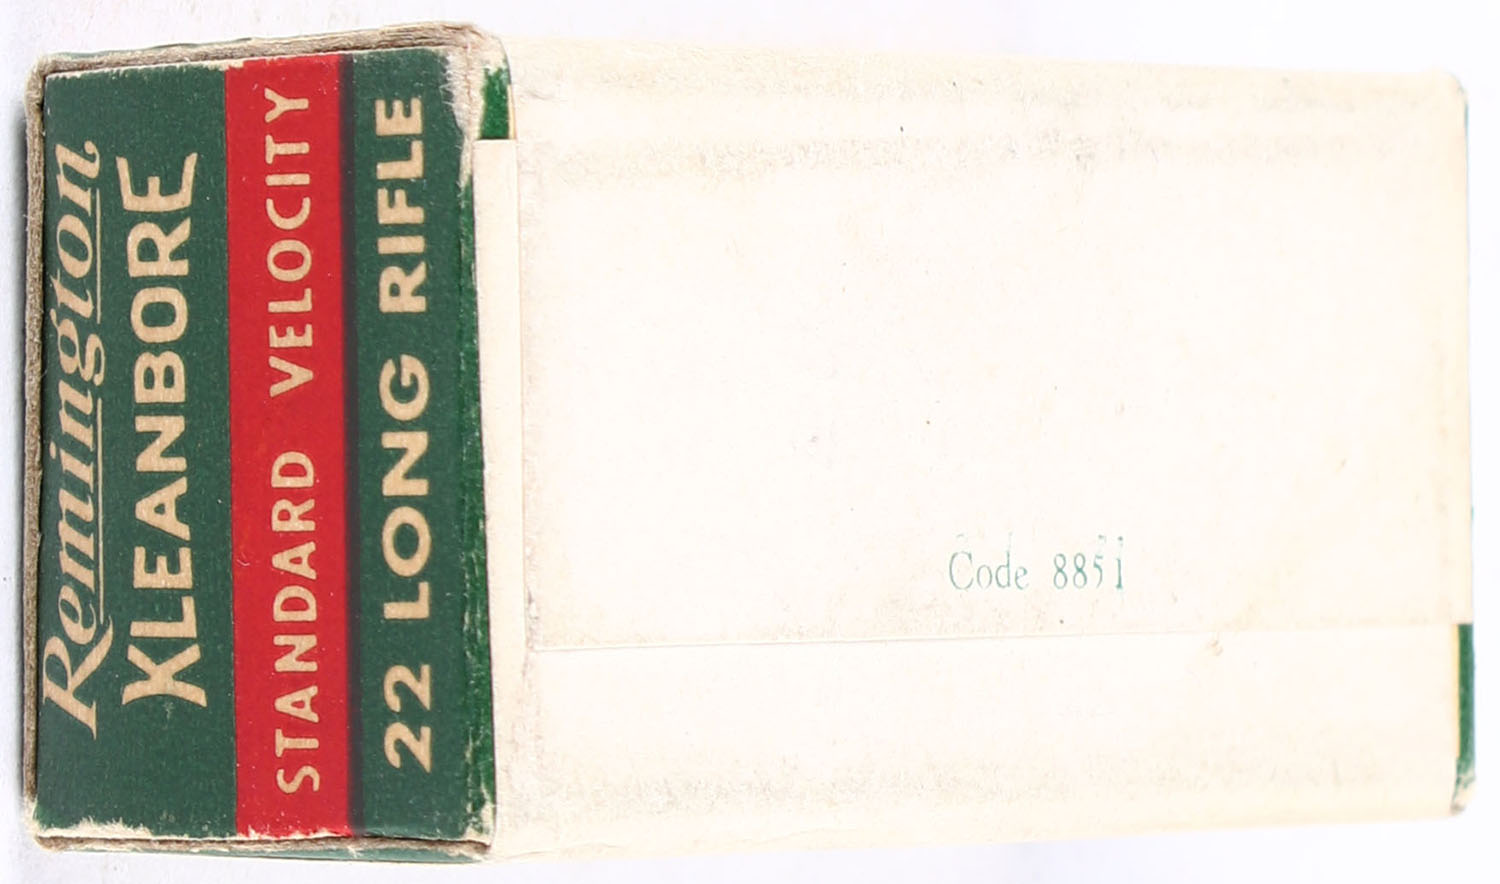 Remington
KLEANBORE
STANDARD VELOCITY
22 LONG RIFLE
Code 8851